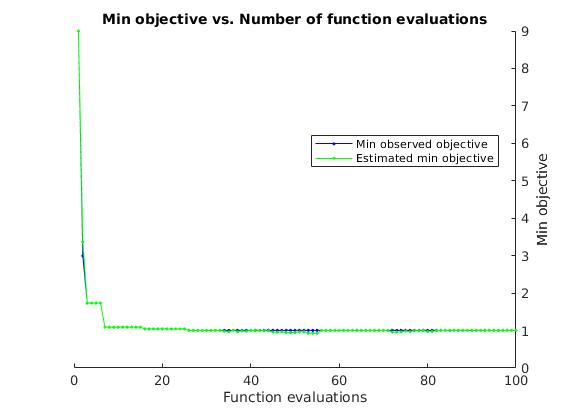 Min objective vs. Number of function evaluations
9
8
7
6
5
4
3
2
1
0
Min objective
Min observed objective
Estimated min objective
0 20 40 60 80 100
Function evaluations